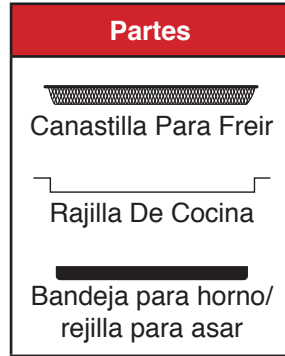 Partes
Canastilla Para Freir
Rajilla De Cocina
Bandeja para horno/
rejilla para asar